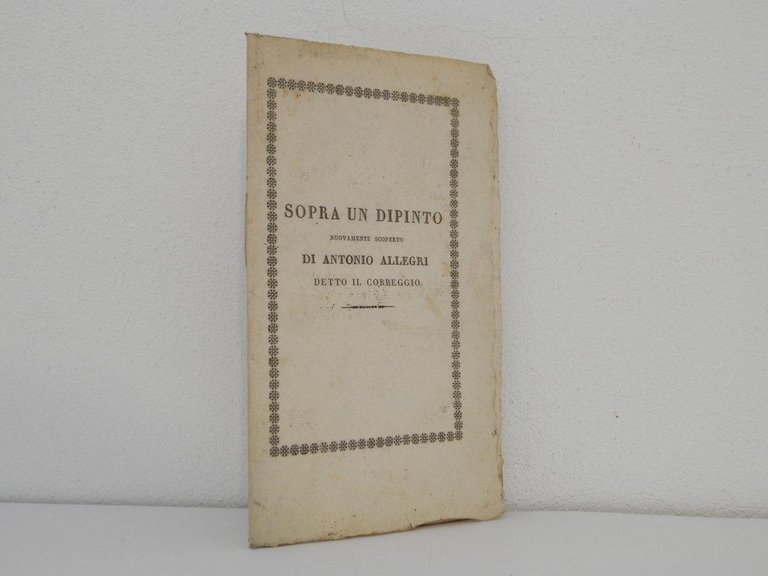 SOPRA UN DIPINTO
NUOVAMENTE SCOPERTO
DI ANTONIO ALLEGRI
DETTO IL CORREGGIO